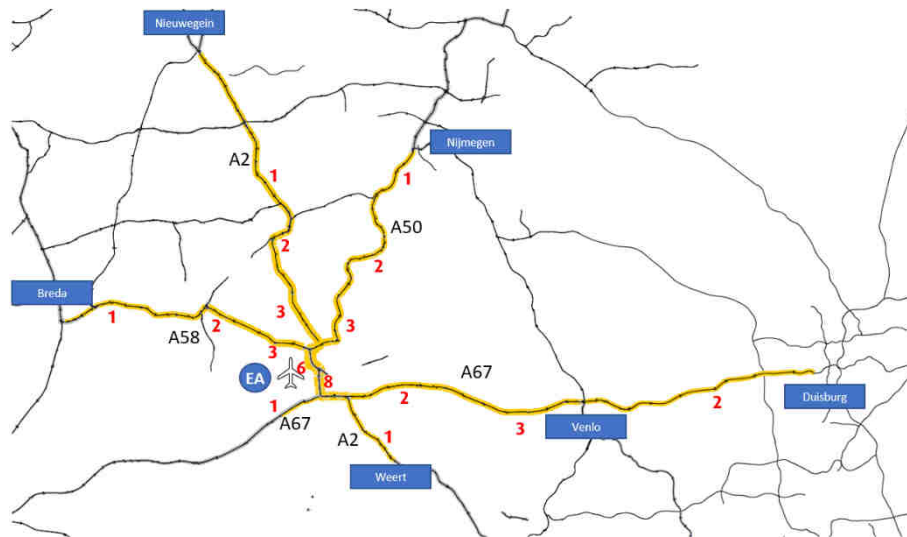 Nieuwegein
Nijmegen
A2
1
1
A50
2
2
Breda
1
2
3
3
A58
3
6
8
EA
A67
2
2
Duisburg
1
A67
3
Venlo
A2
1
Weert